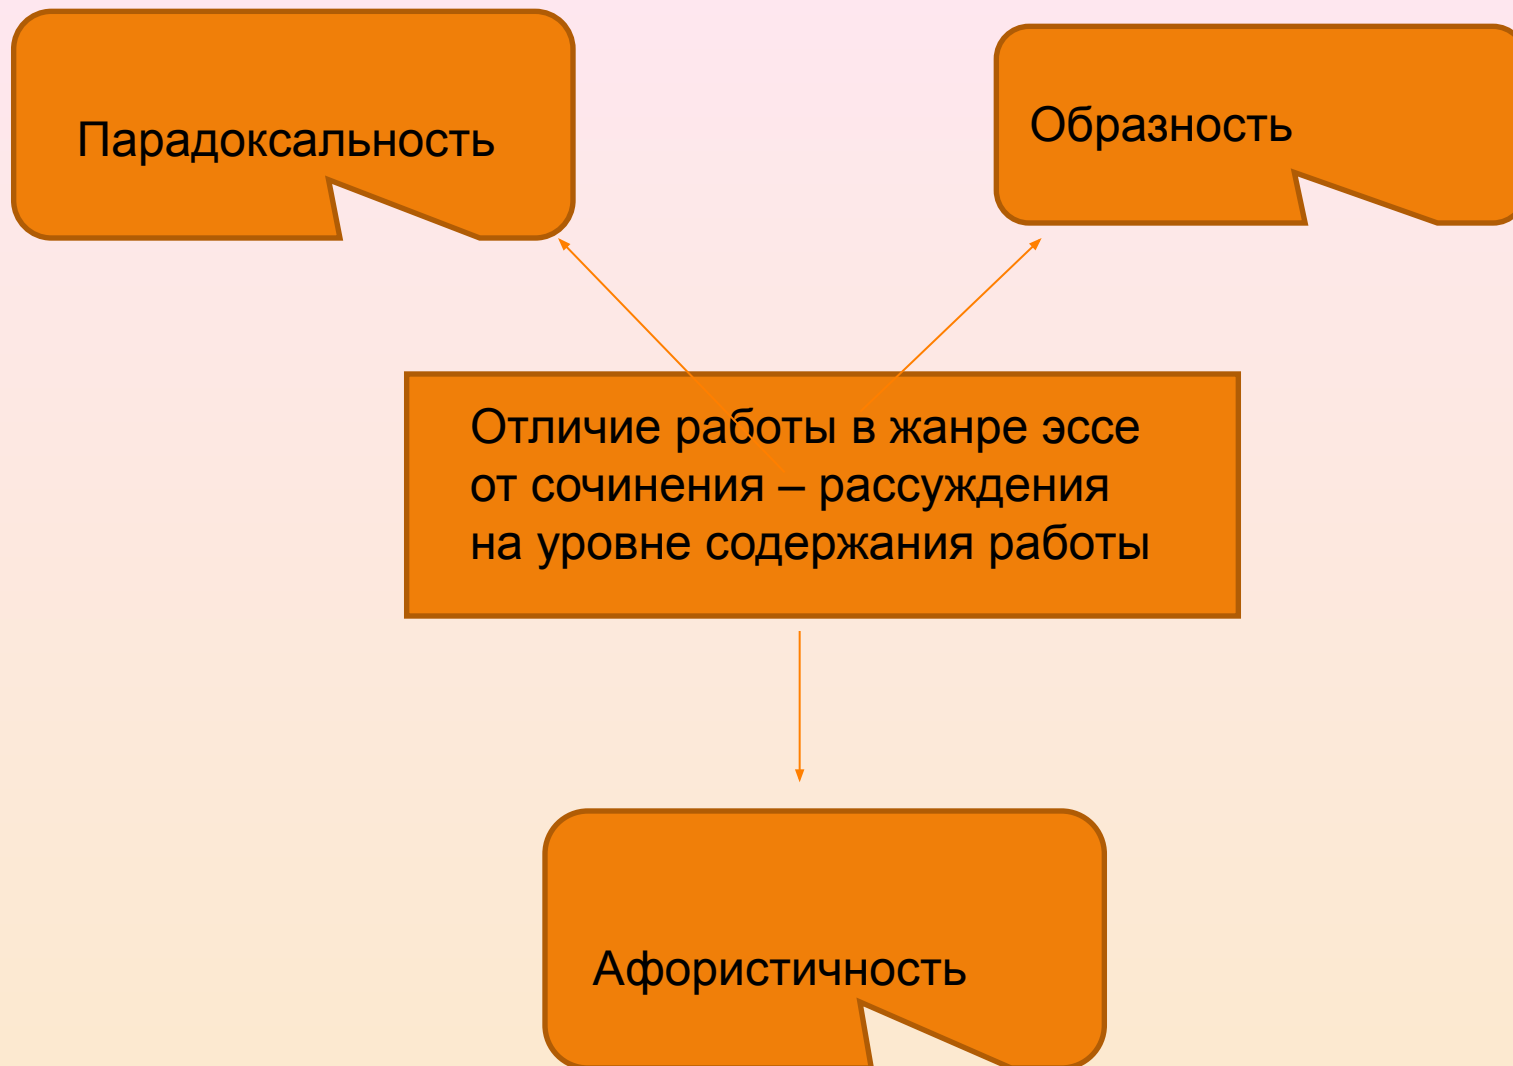 Парадоксальность
Образность
Отличие работы в жанре эссе
от сочинения – рассуждения
на уровне содержания работы
Афористичность